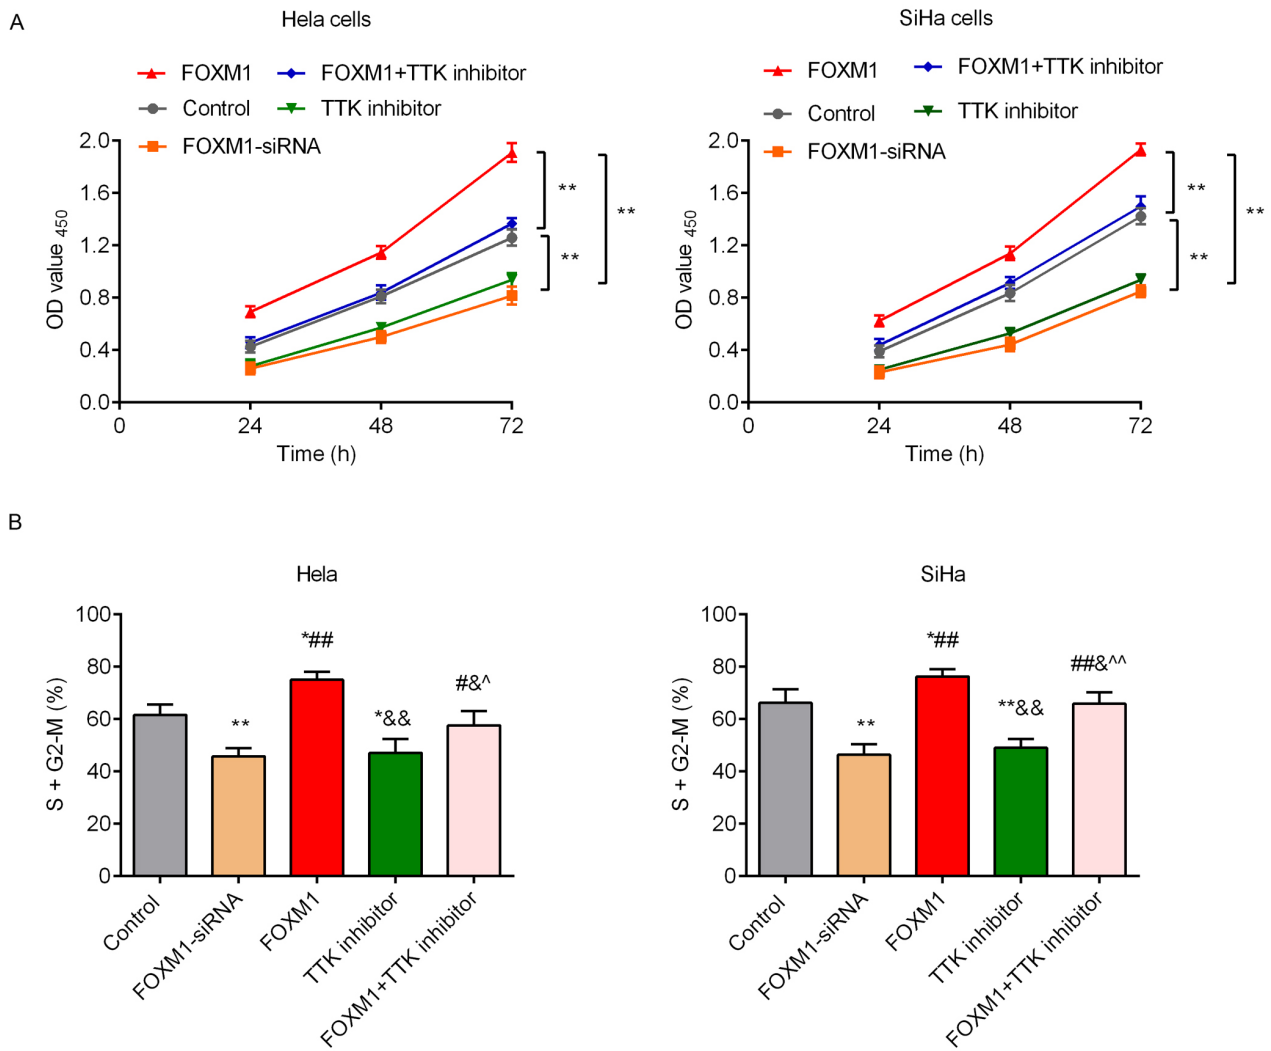 A
Hela cells
FOXM1
FOXM1+TTK inhibitor
Control
TTK inhibitor
FOXM1-siRNA
2.0
1.6
1.2
0.8
0.4
0.0
OD value 450
0
24
48
72
Time (h)
**
**
**
SiHa cells
FOXM1
FOXM1+TTK inhibitor
Control
TTK inhibitor
FOXM1-siRNA
2.0
1.6
1.2
0.8
0.4
0.0
OD value 450
0
24
48
72
Time (h)
**
**
**
B
Hela
100
80
60
40
20
0
S + G2-M (%)
**
*##
*&&
#&^
Control
FOXM1-siRNA
FOXM1
TTK inhibitor
FOXM1+TTK inhibitor
SiHa
100
80
60
40
20
0
S + G2-M (%)
**
*##
**&&
##&^^
Control
FOXM1-siRNA
FOXM1
TTK inhibitor
FOXM1+TTK inhibitor